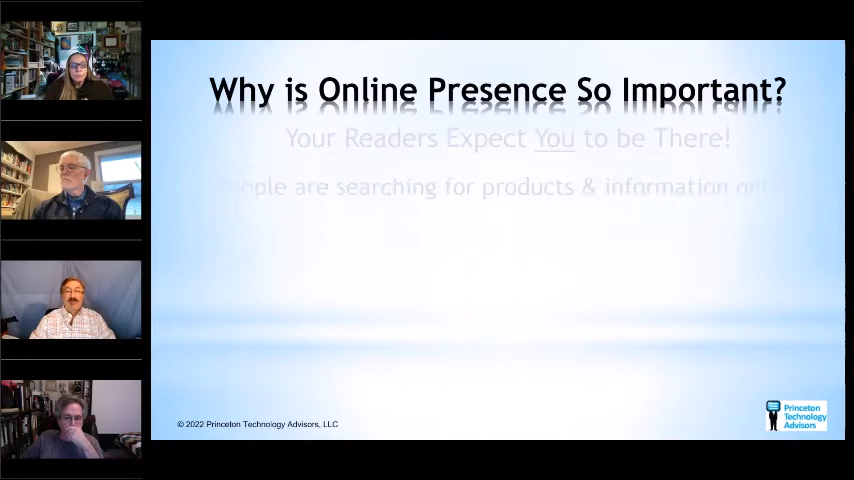 Why is Online Presence So Important?
Your Readers Expect You to be There!
are searching for products & information
© 2022 Princeton Technology Advisors, LLC
Princeton
Technology
Advisors